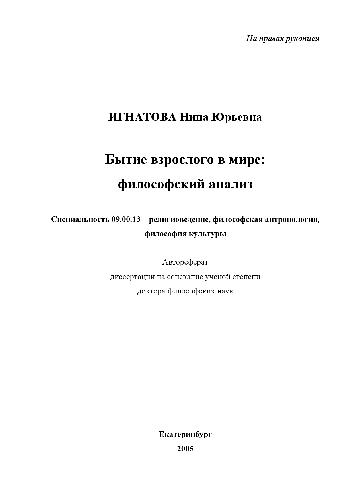 На правах рукописи
ИГНАТОВА Нина Юрьевна
Бытие взрослого в мире:
философский анализ
Специальность 09.00.13 – религиоведение, философская антропология,
философия культуры
Автореферат
диссертации на соискание ученой степени
доктора философских наук
Екатеринбург
2005